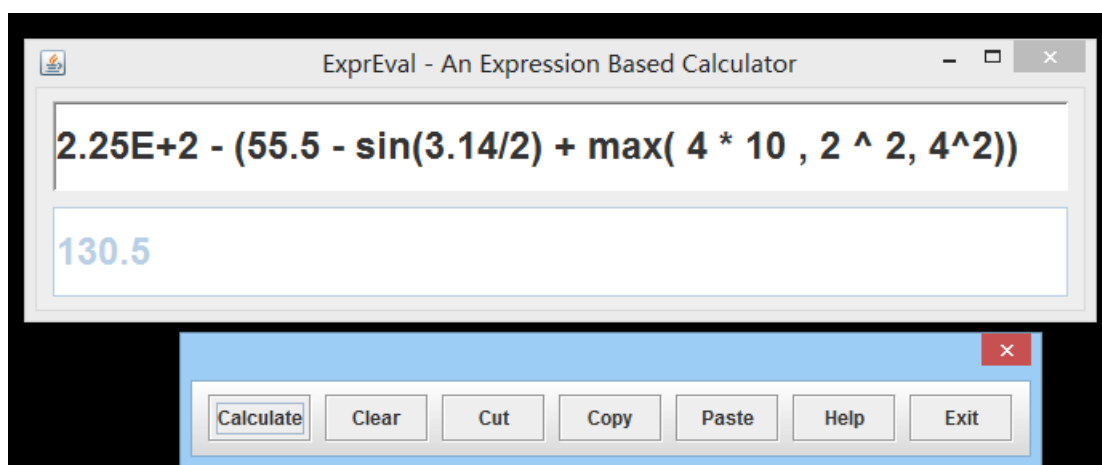 ExprEval - An Expression Based Calculator
2.25E+2 - (55.5 - sin(3.14/2) + max( 4 * 10 , 2 ^ 2, 4^2))
130.5
Calculate Clear Cut Copy Paste Help Exit